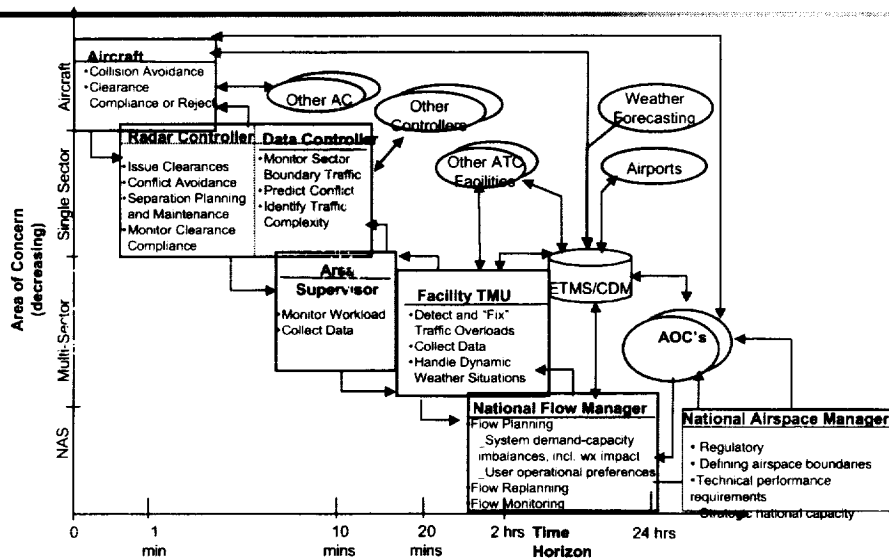 Area of Concern
(decreasing)
Aircraft
Single Sector
Multi-Sector
NAS
Aircraft
•Collision Avoidance
•Clearance
Compliance or Reject
Other AC
Other
Controllers
Weather
Forecasting
Other ATC
Facilities
Airports
Radar Controller
•Issue Clearances
•Conflict Avoidance
•Separation Planning
and Maintenance
•Monitor Clearance
Compliance
Data Controller
•Monitor Sector
Boundary Traffic
•Predict Conflict
•Identify Traffic
Complexity
Area
Supervisor
•Monitor Workload
•Collect Data
Facility TMU
•Detect and "Fix"
Traffic Overloads
•Collect Data
•Handle Dynamic
Weather Situations
ETMS/CDM
AOC's
National Flow Manager
•Flow Planning
_System demand-capacity
imbalances, incl. wx impact
_User operational preferences
•Flow Replanning
•Flow Monitoring
National Airspace Manager
• Regulatory
• Defining airspace boundaries
•Technical performance
requirements
•Strategic national capacity
0
1
min
10
mins
20
mins
2 hrs
Time
Horizon
24 hrs